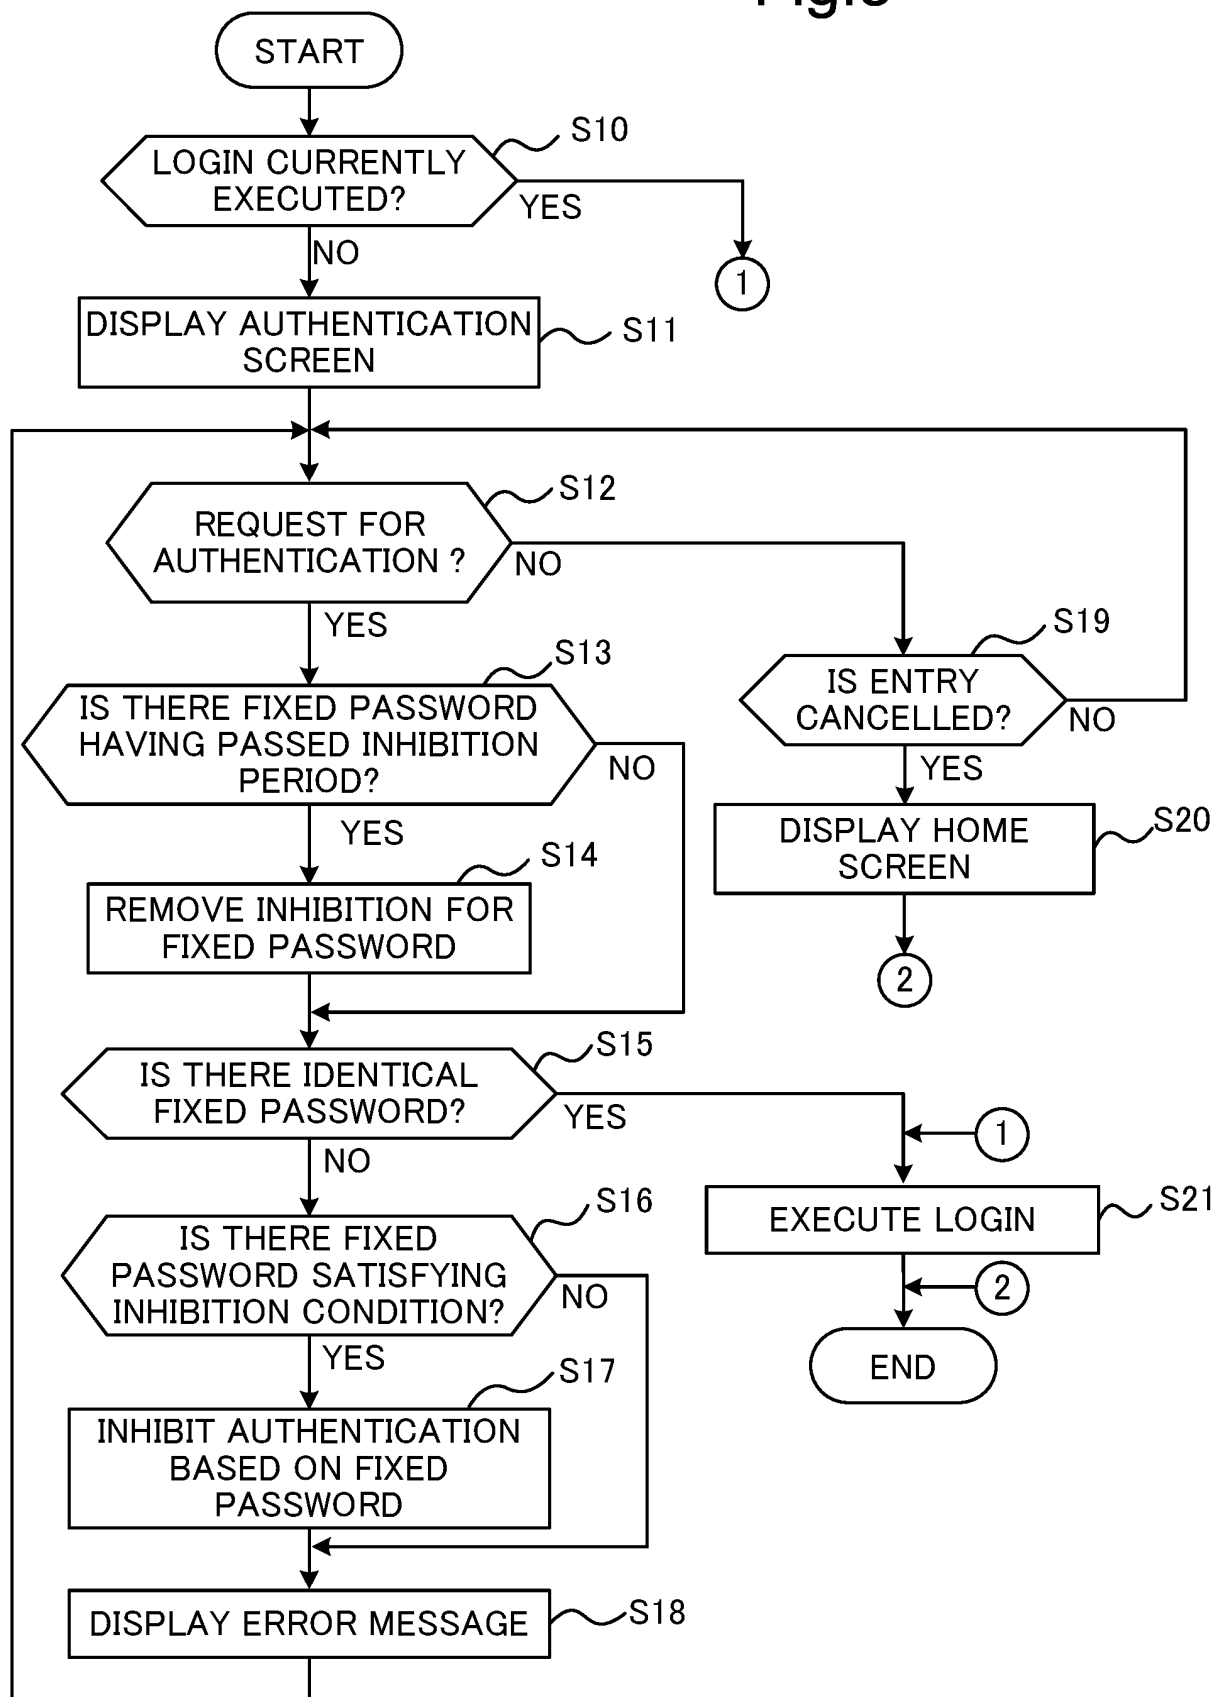 START
S10
LOGIN CURRENTLY
EXECUTED?
YES
NO
1
DISPLAY AUTHENTICATION
SCREEN
S11
S12
REQUEST FOR
AUTHENTICATION ?
NO
YES
S19
IS ENTRY
CANCELLED?
NO
YES
S13
IS THERE FIXED PASSWORD
HAVING PASSED INHIBITION
PERIOD?
NO
YES
S20
DISPLAY HOME
SCREEN
2
S14
REMOVE INHIBITION FOR
FIXED PASSWORD
S15
IS THERE IDENTICAL
FIXED PASSWORD?
YES
NO
1
S21
EXECUTE LOGIN
2
END
S16
IS THERE FIXED
PASSWORD SATISFYING
INHIBITION CONDITION?
NO
YES
S17
INHIBIT AUTHENTICATION
BASED ON FIXED
PASSWORD
DISPLAY ERROR MESSAGE
S18